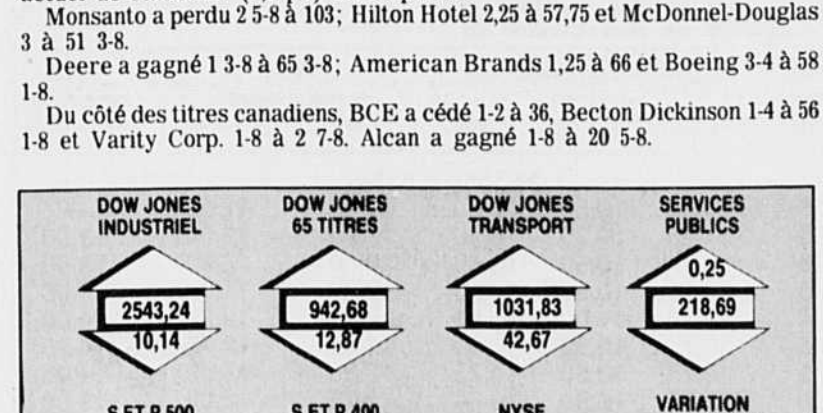 Monsanto a perdu 2 5-8 à 103; Hilton Hotel 2,25 à 57,75 et McDonnel-Douglas
3 à 51 3-8.
Deere a gagné 1 3-8 à 65 3-8; American Brands 1,25 à 66 et Boeing 3-4 à 58
1-8.
Du côté des titres canadiens, BCE a cédé 1-2 à 36, Becton Dickinson 1-4 à 56
1-8 et Varity Corp. 1-8 à 2 7-8. Alcan a gagné 1-8 à 20 5-8.
DOW JONES
INDUSTRIEL
2543,24
10,14
DOW JONES
65 TITRES
942,68
12,87
DOW JONES
TRANSPORT
1031,83
42,67
SERVICES
PUBLICS
0,25
218,69
S ET P 500
S ET P 400
NYSE
VARIATION